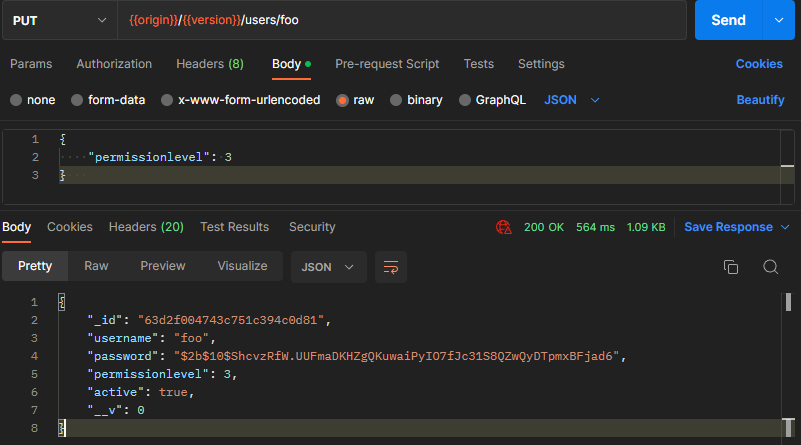 PUT {{origin}}/{{version}}/users/foo Send
Params Authorization Headers (8) Body Pre-request Script Tests Settings Cookies
none form-data x-www-form-urlencoded raw binary GraphQL JSON Beautify
1 {
2 "permissionlevel": 3
3 }
Body Cookies Headers (20) Test Results Security 200 OK 564 ms 1.09 KB Save Response
Pretty Raw Preview Visualize JSON
1 {
2 "_id": "63d2f004743c751c394c0d81",
3 "username": "foo",
4 "password": "$2b$10$ShcvzRfW.UUFmaDKHZgQKuwaiPyIO7fJc31S8QZwQyDTpmxBFjad6",
5 "permissionlevel": 3,
6 "active": true,
7 "__v": 0
8 }